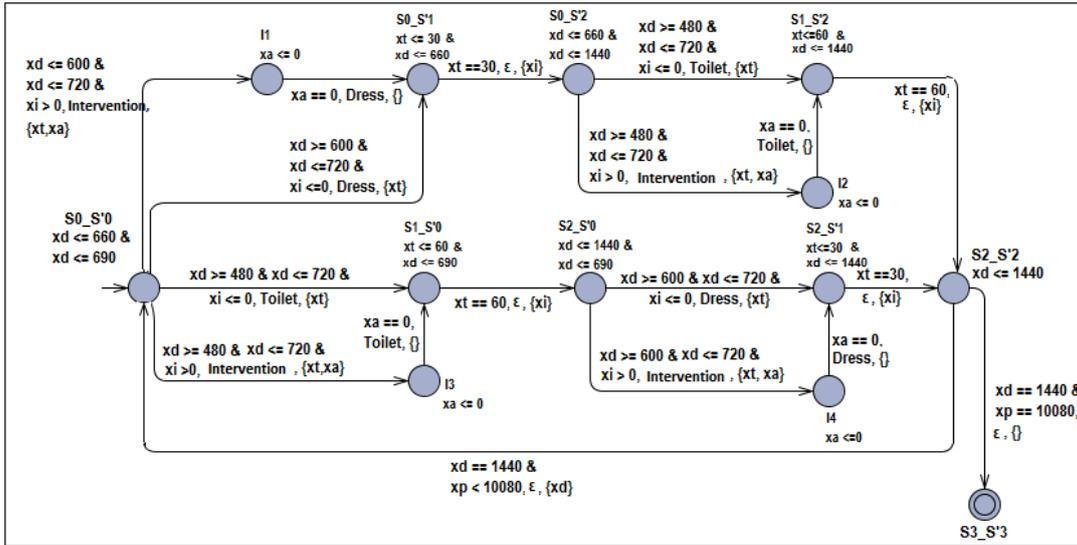 I1
xa <= 0
S0_S'1
xt <= 30 &
xd <= 660
S0_S'2
xd <= 660 &
xd <= 1440
xd >= 480 &
xd <= 720 &
xi <= 0, Toilet, {xt}
S1_S'2
xt<=60 &
xd <= 1440
xd <= 600 &
xd <= 720 &
xi > 0, Intervention,
{xt,xa}
xa == 0, Dress, {}
xt ==30, ε, {xi}
xt == 60,
ε, {xi}
xd >= 600 &
xd <=720 &
xi <=0, Dress, {xt}
xd >= 480 &
xd <= 720 &
xi > 0, Intervention , {xt, xa}
xa == 0,
Toilet, {}
I2
xa <= 0
S0_S'0
xd <= 660 &
xd <= 690
S1_S'0
xt <= 60 &
xd <= 690
S2_S'0
xd <= 1440 &
xd <= 690
S2_S'1
xt<=30 &
xd <= 1440
S2_S'2
xd <= 1440
xd >= 480 & xd <= 720 &
xi <= 0, Toilet, {xt}
xt == 60, ε, {xi}
xd >= 600 & xd <= 720 &
xi <= 0, Dress, {xt}
xt ==30,
ε, {xi}
xd >= 480 & xd <= 720 &
xi >0, Intervention , {xt,xa}
xa == 0,
Toilet, {}
I3
xa <= 0
xd >= 600 & xd <= 720 &
xi > 0, Intervention , {xt, xa}
xa == 0,
Dress, {}
I4
xa <=0
xd == 1440 &
xp == 10080,
ε, {}
xd == 1440 &
xp < 10080, ε, {xd}
S3_S'3